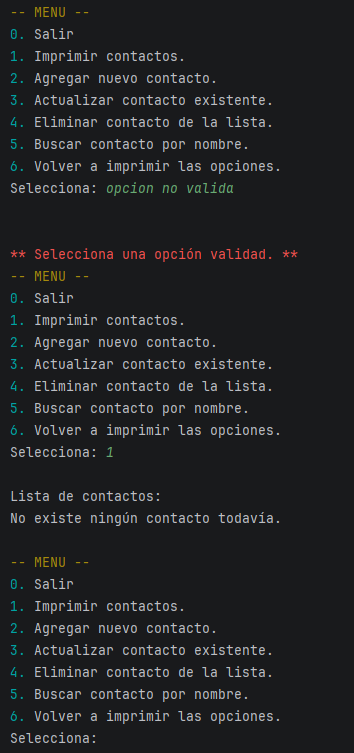 -- MENU --
0. Salir
1. Imprimir contactos.
2. Agregar nuevo contacto.
3. Actualizar contacto existente.
4. Eliminar contacto de la lista.
5. Buscar contacto por nombre.
6. Volver a imprimir las opciones.
Selecciona: opcion no valida
** Selecciona una opción validad. **
-- MENU --
0. Salir
1. Imprimir contactos.
2. Agregar nuevo contacto.
3. Actualizar contacto existente.
4. Eliminar contacto de la lista.
5. Buscar contacto por nombre.
6. Volver a imprimir las opciones.
Selecciona: 1
Lista de contactos:
No existe ningún contacto todavía.
-- MENU --
0. Salir
1. Imprimir contactos.
2. Agregar nuevo contacto.
3. Actualizar contacto existente.
4. Eliminar contacto de la lista.
5. Buscar contacto por nombre.
6. Volver a imprimir las opciones.
Selecciona: